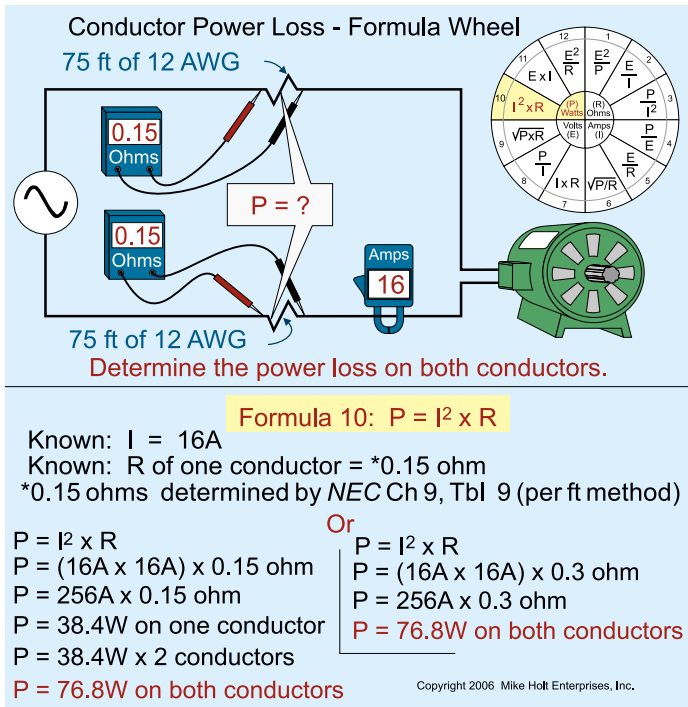 Conductor Power Loss - Formula Wheel
75 ft of 12 AWG
0.15
Ohms
P = ?
0.15
Ohms
Amps
16
75 ft of 12 AWG
12
1
2
3
4
5
6
7
8
9
10
11
E²/R
E²/P
E/I
P/I²
P/E
E/R
√P/R
I x R
P/I
√PxR
I² x R
E x I
(P)
Watts
(R)
Ohms
Volts
(E)
Amps
(I)
Determine the power loss on both conductors.
Formula 10: P = I² x R
Known: I = 16A
Known: R of one conductor = *0.15 ohm
*0.15 ohms determined by NEC Ch 9, Tbl 9 (per ft method)
P = I² x R
P = (16A x 16A) x 0.15 ohm
P = 256A x 0.15 ohm
P = 38.4W on one conductor
P = 38.4W x 2 conductors
P = 76.8W on both conductors
Or
P = I² x R
P = (16A x 16A) x 0.3 ohm
P = 256A x 0.3 ohm
P = 76.8W on both conductors
Copyright 2006 Mike Holt Enterprises, Inc.